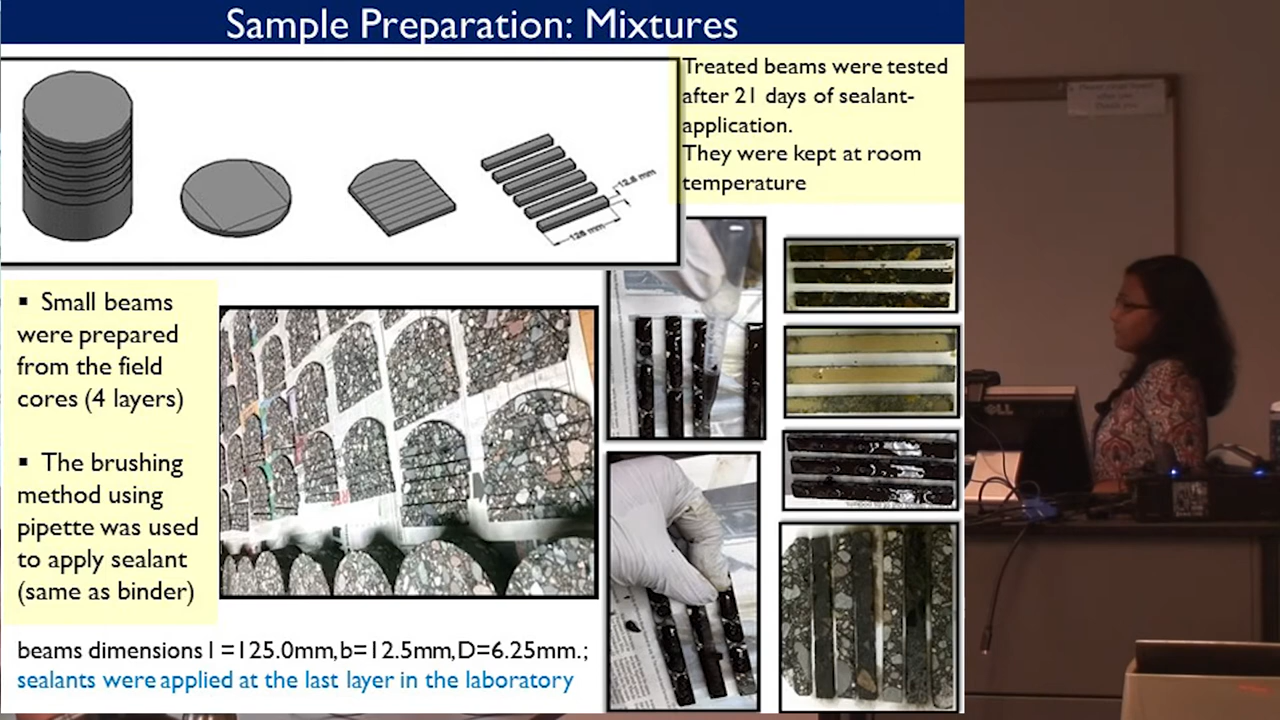 Sample Preparation: Mixtures
Treated beams were tested
after 21 days of sealant-
application.
They were kept at room
temperature
12.5 mm
125 mm
▪ Small beams
were prepared
from the field
cores (4 layers)
▪ The brushing
method using
pipette was used
to apply sealant
(same as binder)
beams dimensions l =125.0mm,b=12.5mm,D=6.25mm.;
sealants were applied at the last layer in the laboratory
DELL